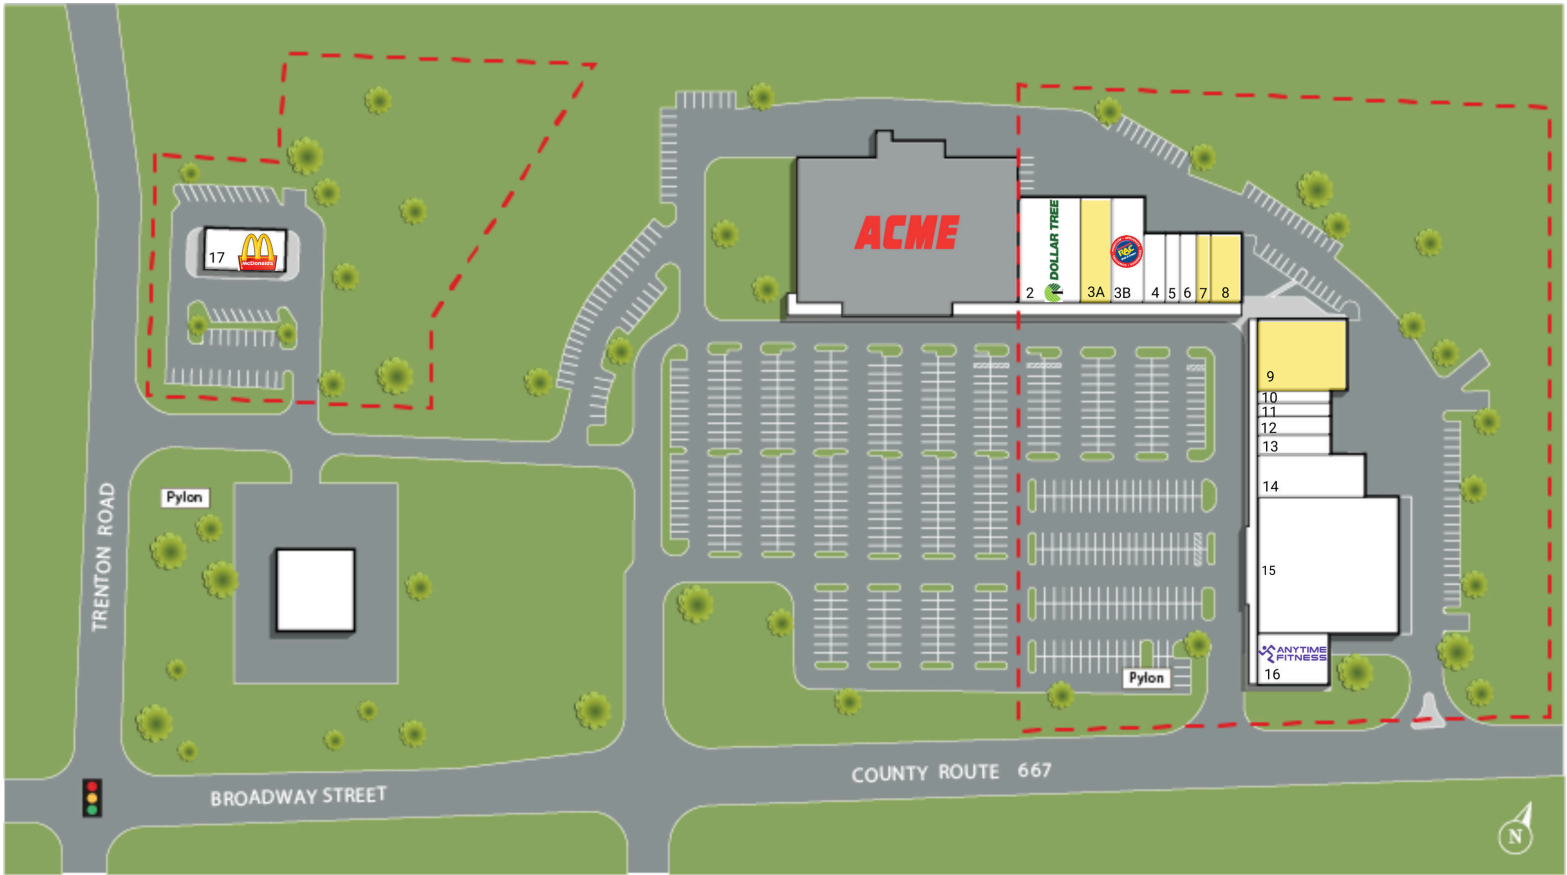 ACME
DOLLAR TREE
RAC
2
3A
3B
4
5
6
7
8
17
McDonald's
9
10
11
12
13
14
15
ANYTIME
FITNESS
16
Pylon
Pylon
TRENTON ROAD
BROADWAY STREET
COUNTY ROUTE 667
N